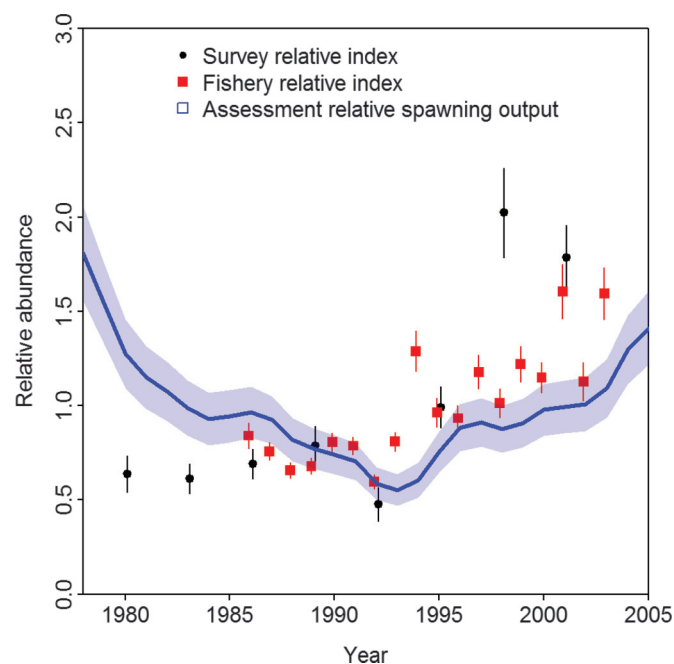 3.0
2.5
2.0
1.5
1.0
0.5
0.0
Relative abundance
Survey relative index
Fishery relative index
Assessment relative spawning output
1980 1985 1990 1995 2000 2005
Year